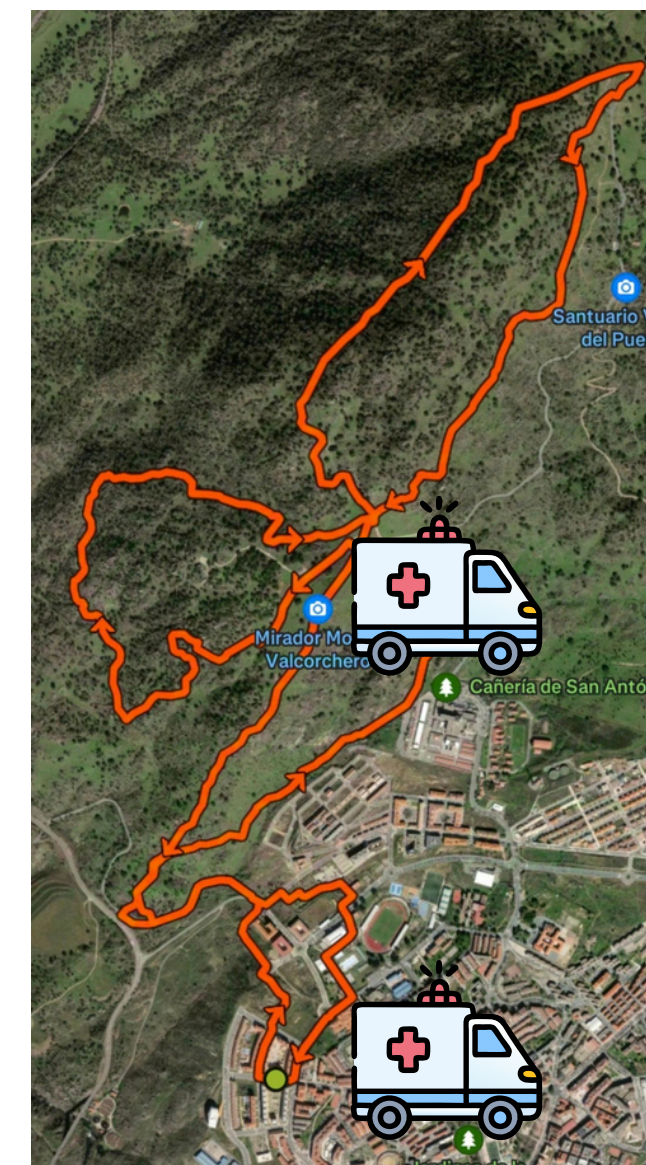 Santuario V
del Pue
Mirador Mo
Valcorchero
Cañería de San Antó